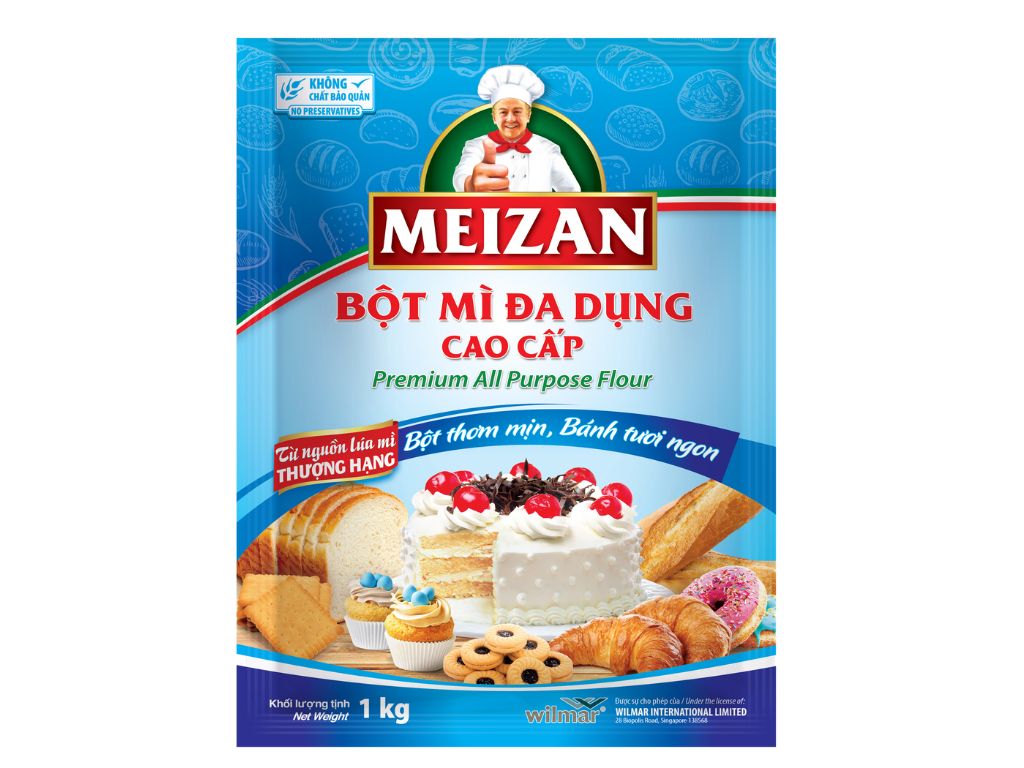 KHÔNG
CHẤT BẢO QUẢN
NO PRESERVATIVES
MEIZAN
BỘT MÌ ĐA DỤNG
CAO CẤP
Premium All Purpose Flour
Từ nguồn lúa mì
THƯỢNG HẠNG
Bột thơm mịn, Bánh tươi ngon
Khối lượng tịnh
Net Weight
1 kg
wilmar
Được sự cho phép của / Under the license of:
WILMAR INTERNATIONAL LIMITED
28 Biopolis Road, Singapore 138568